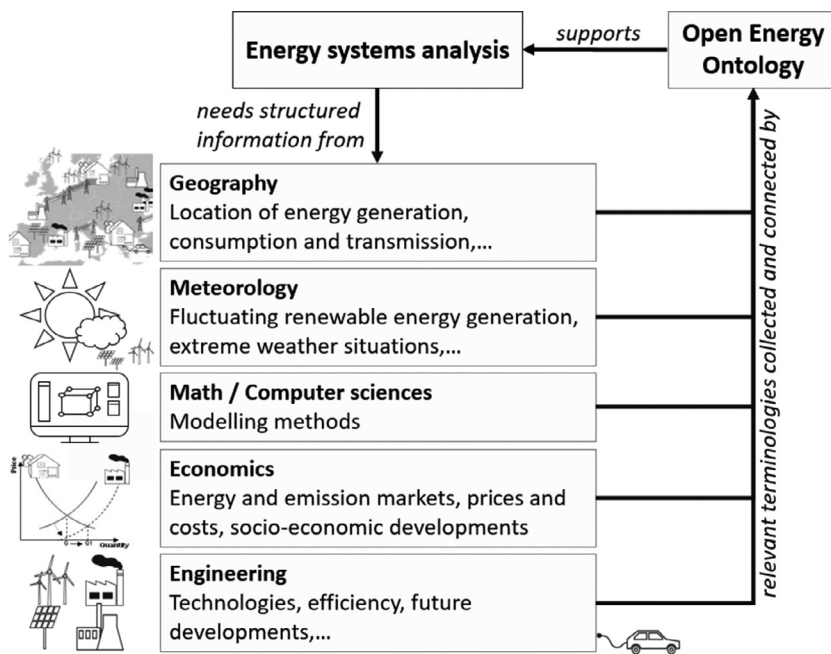 Energy systems analysis
supports
Open Energy
Ontology
needs structured
information from
Geography
Location of energy generation,
consumption and transmission,...
Meteorology
Fluctuating renewable energy generation,
extreme weather situations,...
Math / Computer sciences
Modelling methods
Price
Q
Q1
Quantity
Economics
Energy and emission markets, prices and
costs, socio-economic developments
Engineering
Technologies, efficiency, future
developments,...
relevant terminologies collected and connected by